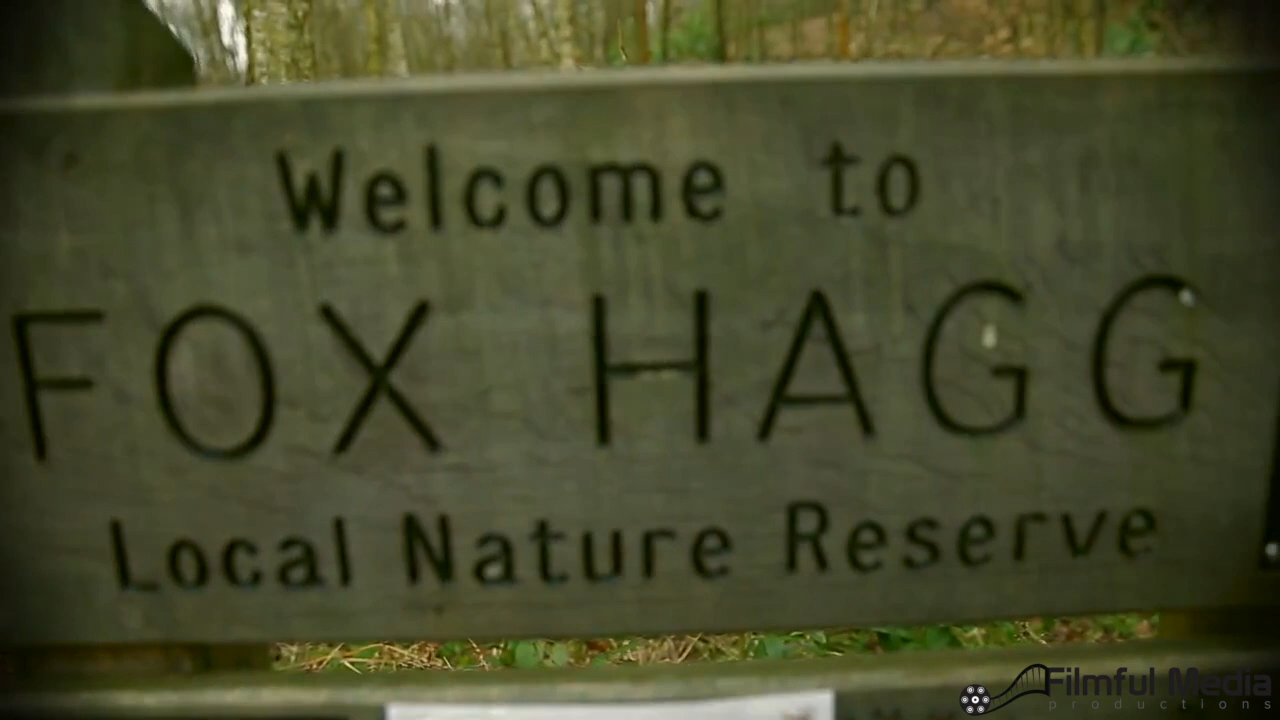 Welcome to
FOX HAGG
Local Nature Reserve
Filmful Media
productions